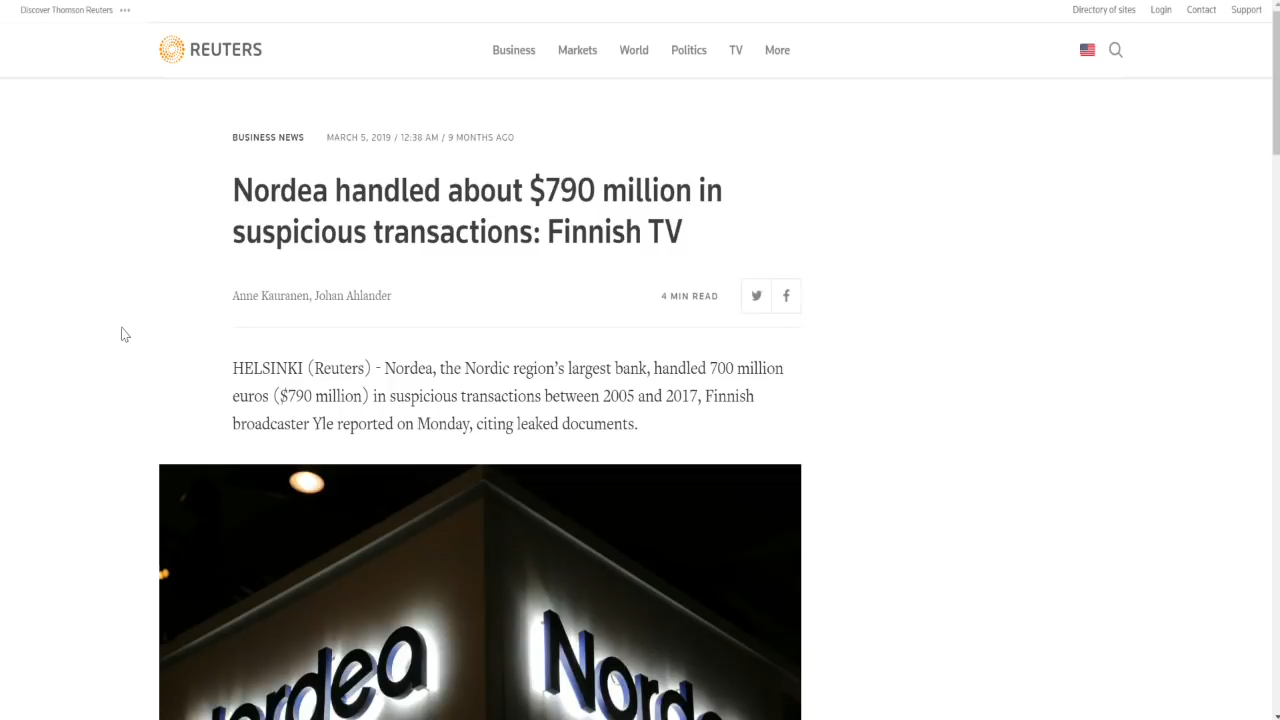 Discover Thomson Reuters •••
Directory of sites Login Contact Support
REUTERS
Business Markets World Politics TV More
BUSINESS NEWS MARCH 5, 2019 / 12:38 AM / 9 MONTHS AGO
Nordea handled about $790 million in
suspicious transactions: Finnish TV
Anne Kauranen, Johan Ahlander
4 MIN READ
HELSINKI (Reuters) - Nordea, the Nordic region’s largest bank, handled 700 million
euros ($790 million) in suspicious transactions between 2005 and 2017, Finnish
broadcaster Yle reported on Monday, citing leaked documents.
Nordea Nordea